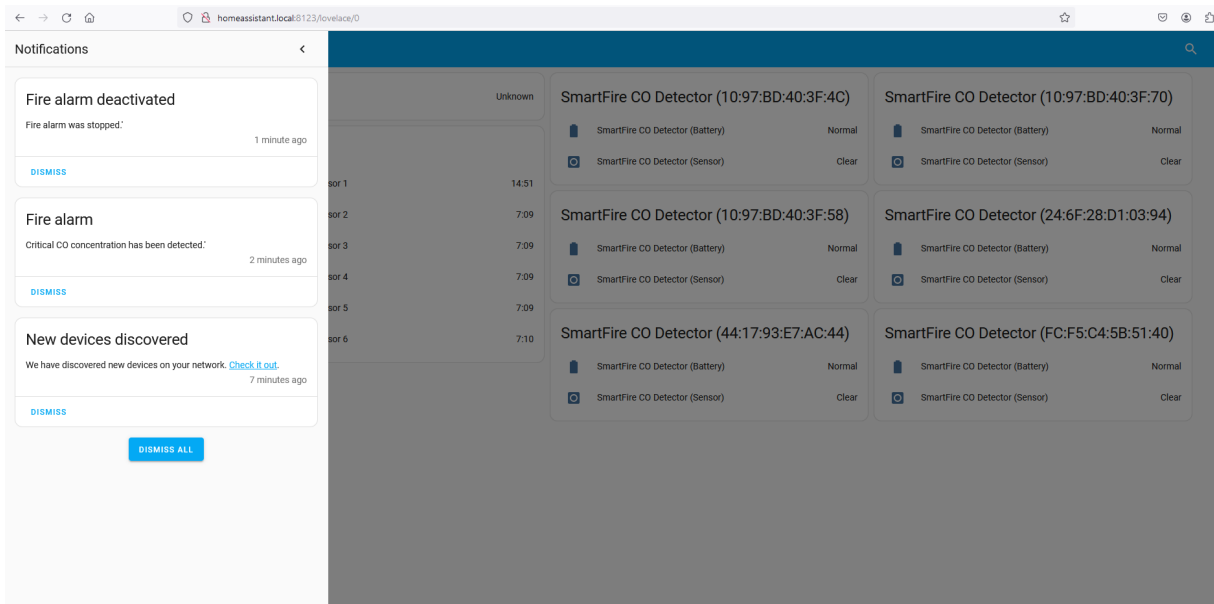 homeassistant.local:8123/lovelace/0
Notifications
Fire alarm deactivated
Fire alarm was stopped.'
1 minute ago
DISMISS
Fire alarm
Critical CO concentration has been detected.'
2 minutes ago
DISMISS
New devices discovered
We have discovered new devices on your network. Check it out.
7 minutes ago
DISMISS
DISMISS ALL
Unknown
sor 1 14:51
sor 2 7:09
sor 3 7:09
sor 4 7:09
sor 5 7:09
sor 6 7:10
SmartFire CO Detector (10:97:BD:40:3F:4C)
SmartFire CO Detector (Battery) Normal
SmartFire CO Detector (Sensor) Clear
SmartFire CO Detector (10:97:BD:40:3F:58)
SmartFire CO Detector (Battery) Normal
SmartFire CO Detector (Sensor) Clear
SmartFire CO Detector (44:17:93:E7:AC:44)
SmartFire CO Detector (Battery) Normal
SmartFire CO Detector (Sensor) Clear
SmartFire CO Detector (10:97:BD:40:3F:70)
SmartFire CO Detector (Battery) Normal
SmartFire CO Detector (Sensor) Clear
SmartFire CO Detector (24:6F:28:D1:03:94)
SmartFire CO Detector (Battery) Normal
SmartFire CO Detector (Sensor) Clear
SmartFire CO Detector (FC:F5:C4:5B:51:40)
SmartFire CO Detector (Battery) Normal
SmartFire CO Detector (Sensor) Clear